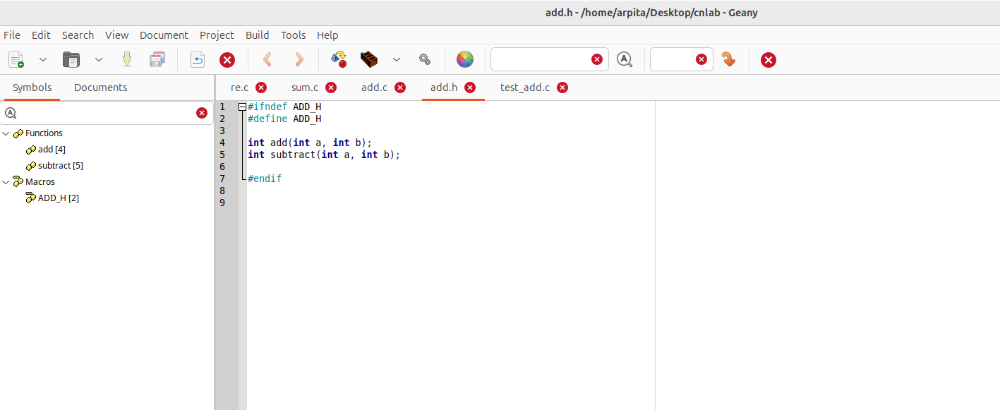 add.h - /home/arpita/Desktop/cnlab - Geany
File Edit Search View Document Project Build Tools Help
Symbols Documents
re.c sum.c add.c add.h test_add.c
Functions
add [4]
subtract [5]
Macros
ADD_H [2]
1 #ifndef ADD_H
2 #define ADD_H
3
4 int add(int a, int b);
5 int subtract(int a, int b);
6
7 #endif
8
9